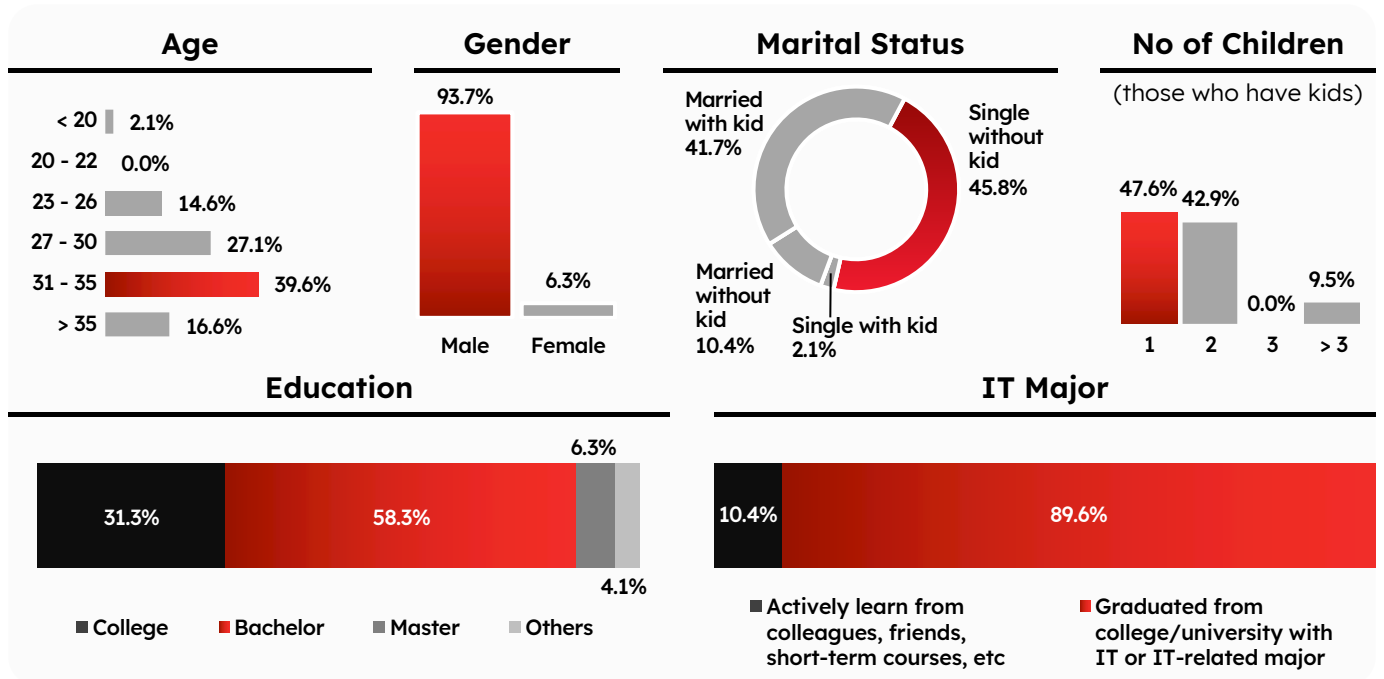 Age
< 20 2.1%
20 - 22 0.0%
23 - 26 14.6%
27 - 30 27.1%
31 - 35 39.6%
> 35 16.6%
Gender
93.7%
6.3%
Male Female
Marital Status
Married
with kid
41.7%
Single
without
kid
45.8%
Married
without
kid
10.4%
Single with kid
2.1%
No of Children
(those who have kids)
47.6% 42.9% 0.0% 9.5%
1 2 3 > 3
Education
6.3%
31.3% 58.3%
4.1%
College Bachelor Master Others
IT Major
10.4% 89.6%
Actively learn from
colleagues, friends,
short-term courses, etc
Graduated from
college/university with
IT or IT-related major